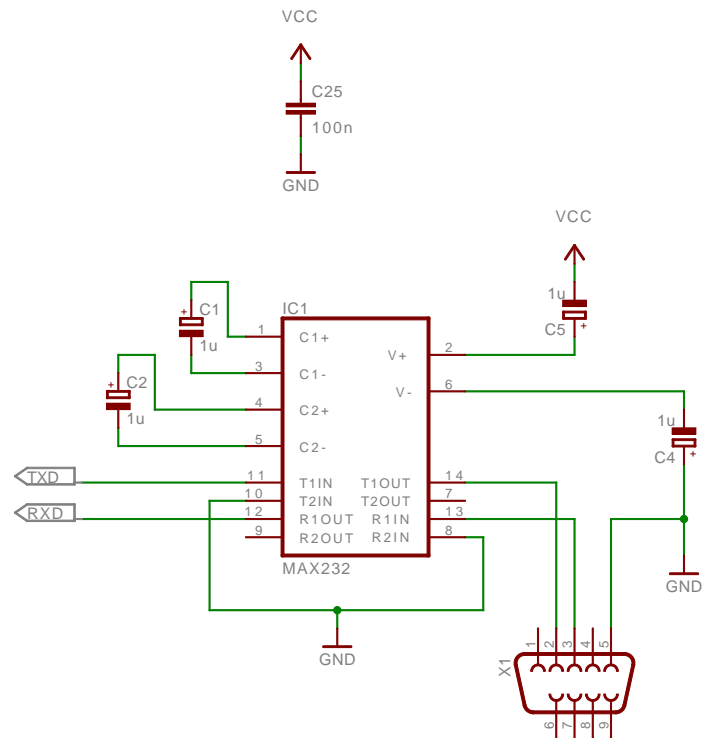 VCC
C25
100n
GND
VCC
1u
C5
+
IC1
+
C1
1u
+
C2
1u
1
3
4
5
11
10
12
9
C1+
C1-
C2+
C2-
T1IN
T2IN
R1OUT
R2OUT
V+
V-
T1OUT
T2OUT
R1IN
R2IN
2
6
14
7
13
8
MAX232
TXD
RXD
1u
C4
+
GND
GND
X1
1
2
3
4
5
6
7
8
9